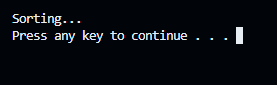 Sorting...
Press any key to continue . . .